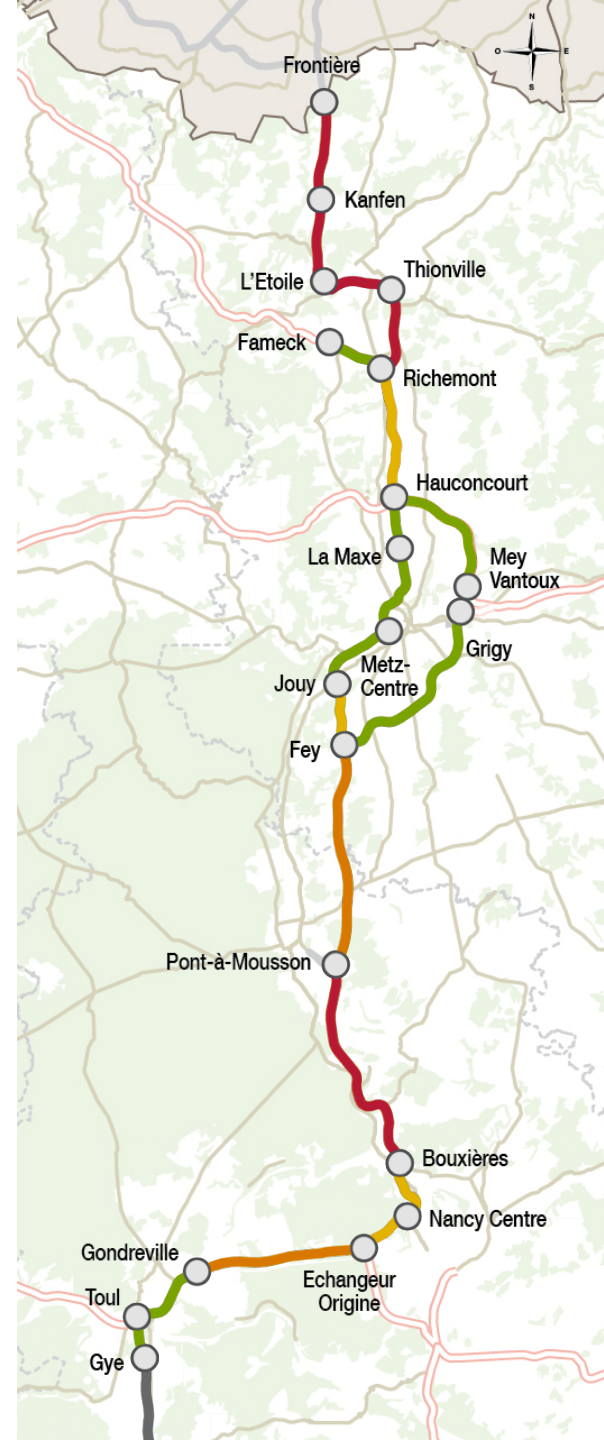 N
O
E
S
Frontière
Kanfen
L'Etoile
Thionville
Fameck
Richemont
Hauconcourt
La Maxe
Mey
Vantoux
Grigy
Metz-
Centre
Jouy
Fey
Pont-à-Mousson
Bouxières
Nancy Centre
Gondreville
Echangeur
Origine
Toul
Gye